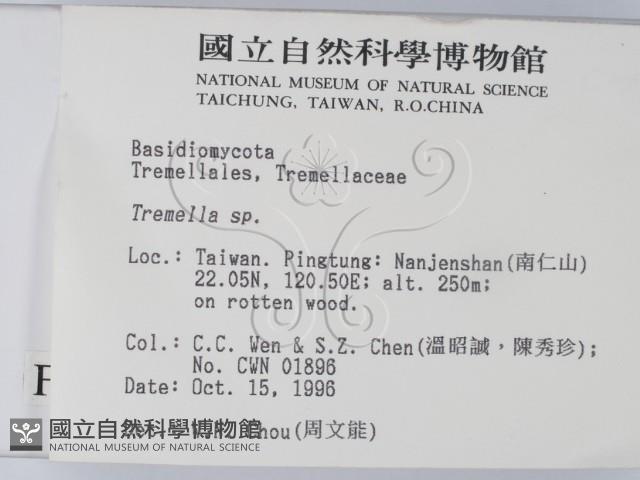 國立自然科學博物館
NATIONAL MUSEUM OF NATURAL SCIENCE
TAICHUNG, TAIWAN, R.O.CHINA
Basidiomycota
Tremellales, Tremellaceae
Tremella sp.
Loc.: Taiwan. Pingtung: Nanjenshan(南仁山)
22.05N, 120.50E; alt. 250m;
on rotten wood.
Col.: C.C. Wen & S.Z. Chen(溫昭誠，陳秀珍);
No. CWN 01896
Date: Oct. 15, 1996
Chou(周文能)
F
國立自然科學博物館
NATIONAL MUSEUM OF NATURAL SCIENCE